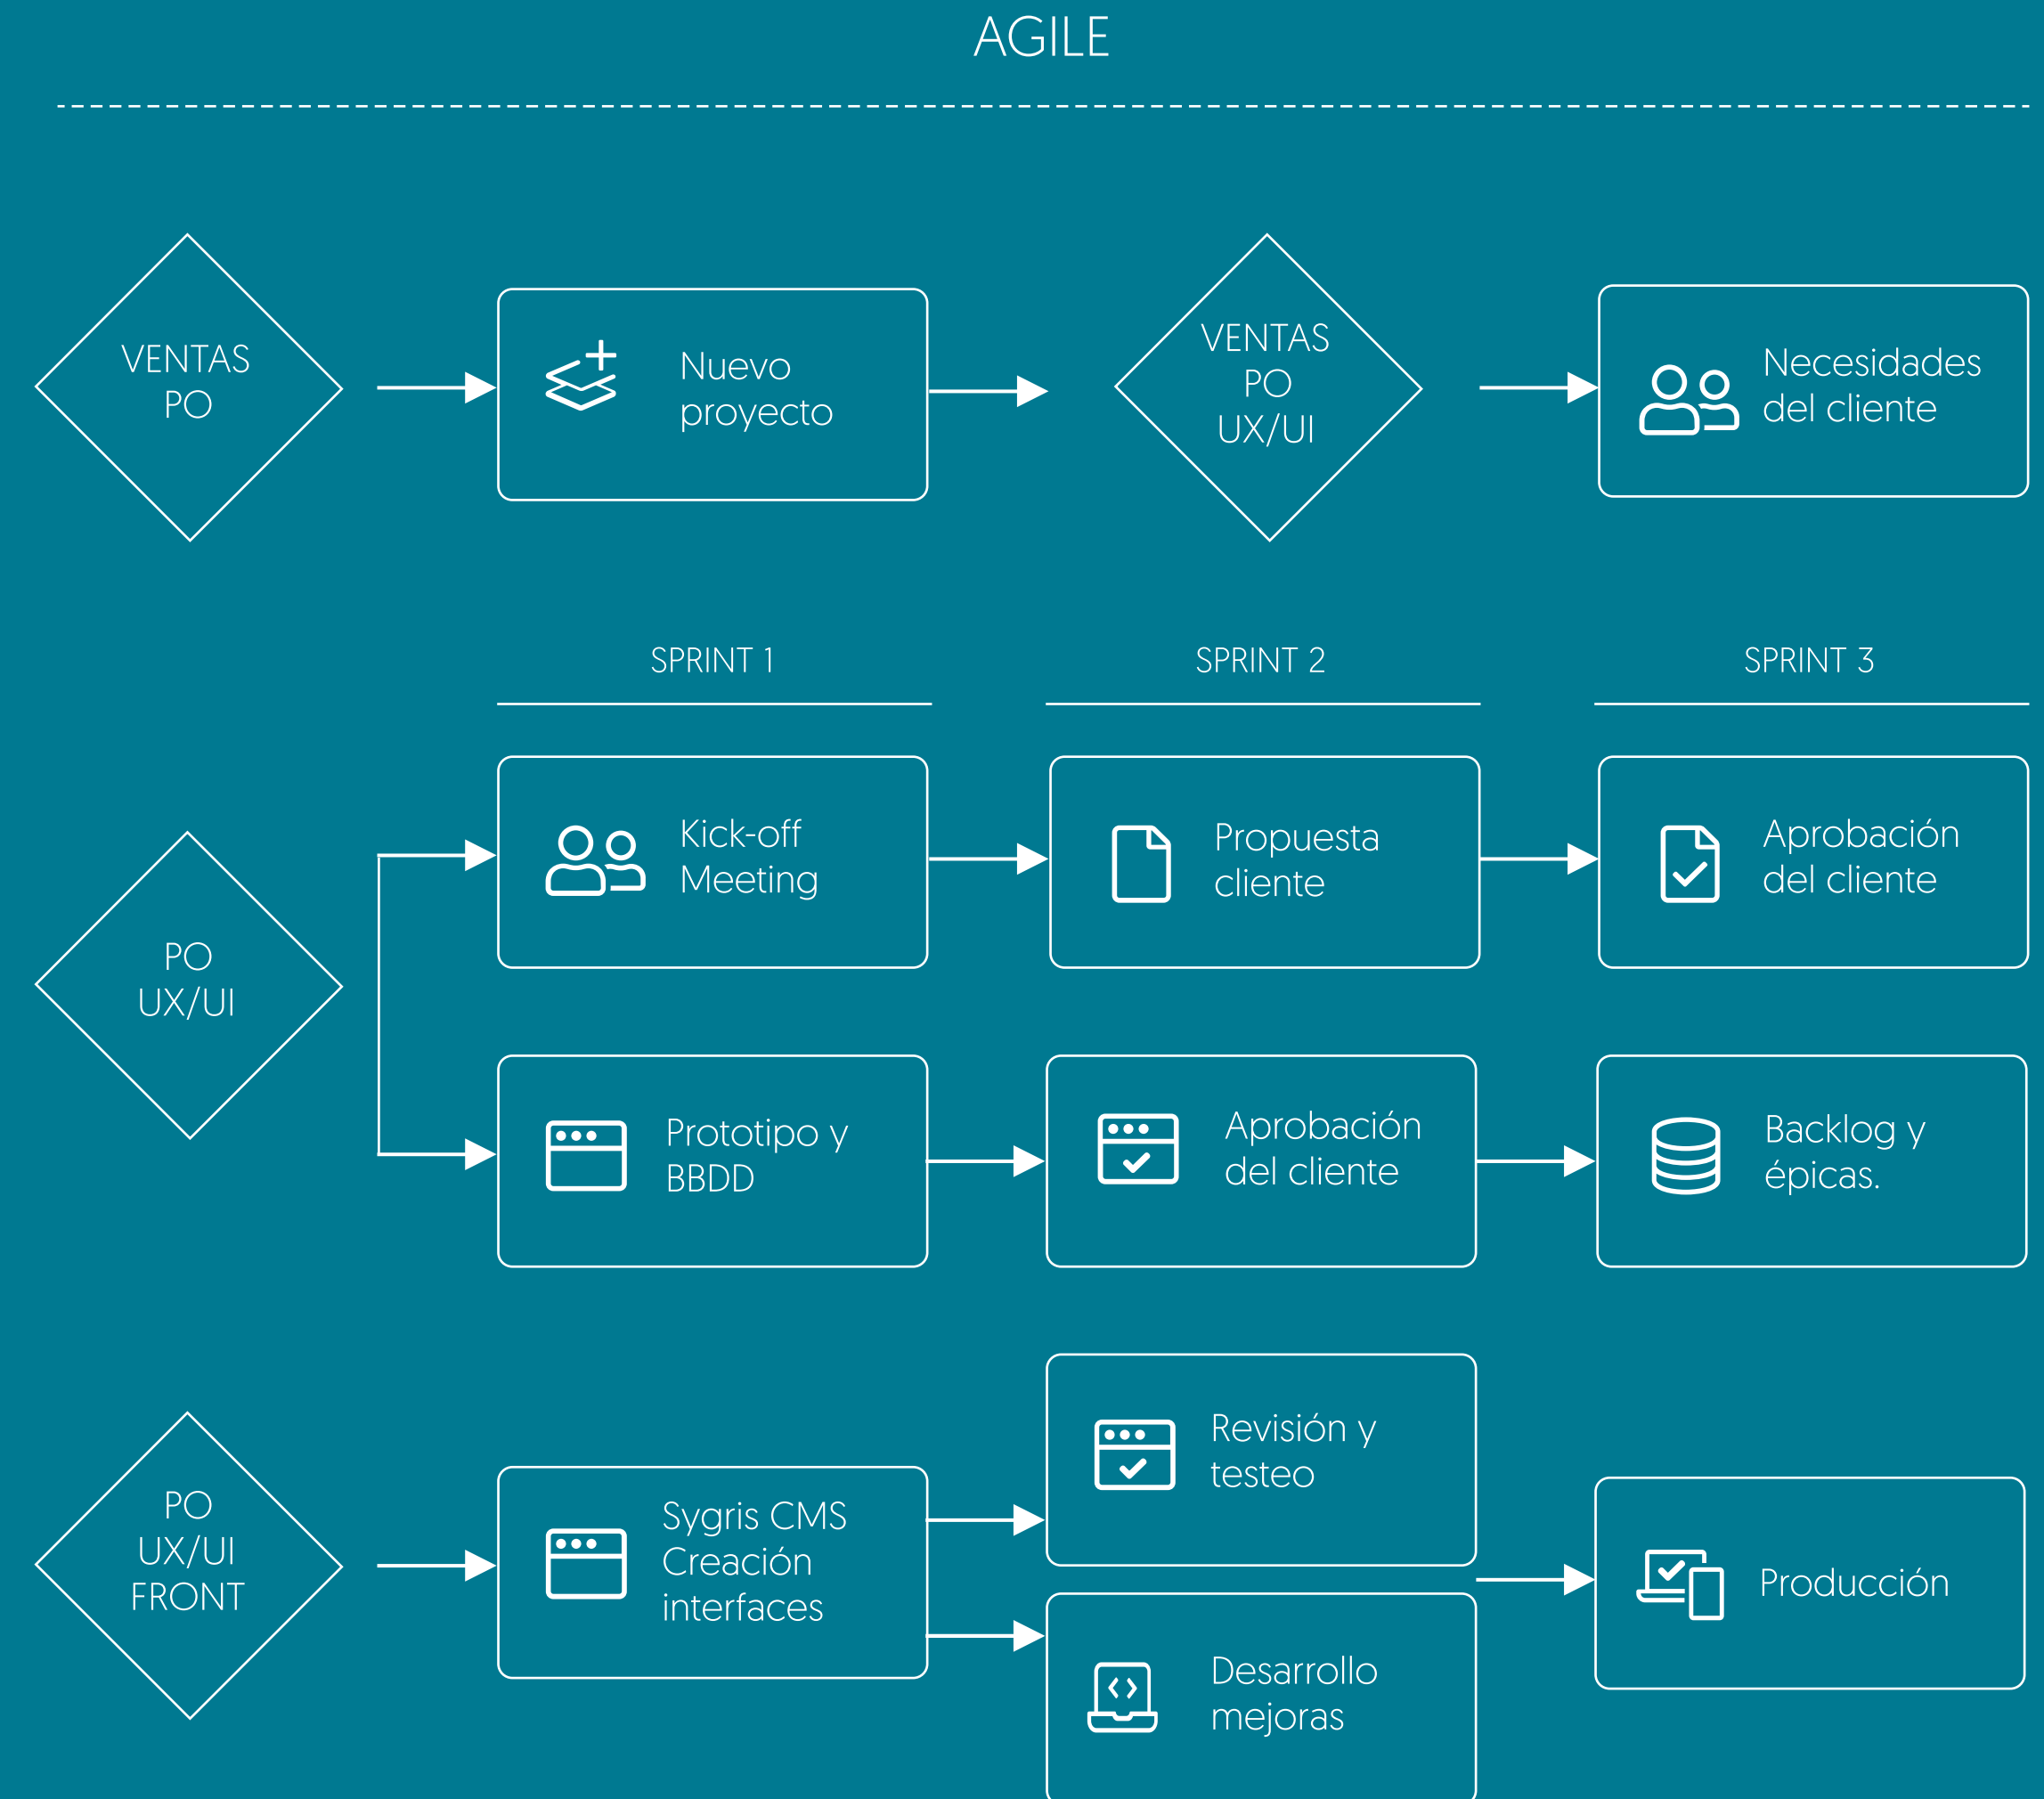 AGILE
VENTAS
PO
Nuevo
proyecto
VENTAS
PO
UX/UI
Necesidades
del cliente
SPRINT 1
SPRINT 2
SPRINT 3
PO
UX/UI
Kick-off
Meeting
Propuesta
cliente
Aprobación
del cliente
Prototipo y
BBDD
Aprobación
del cliente
Backlog y
épicas.
PO
UX/UI
FRONT
Sygris CMS
Creación
interfaces
Revisión y
testeo
Desarrollo
mejoras
Producción